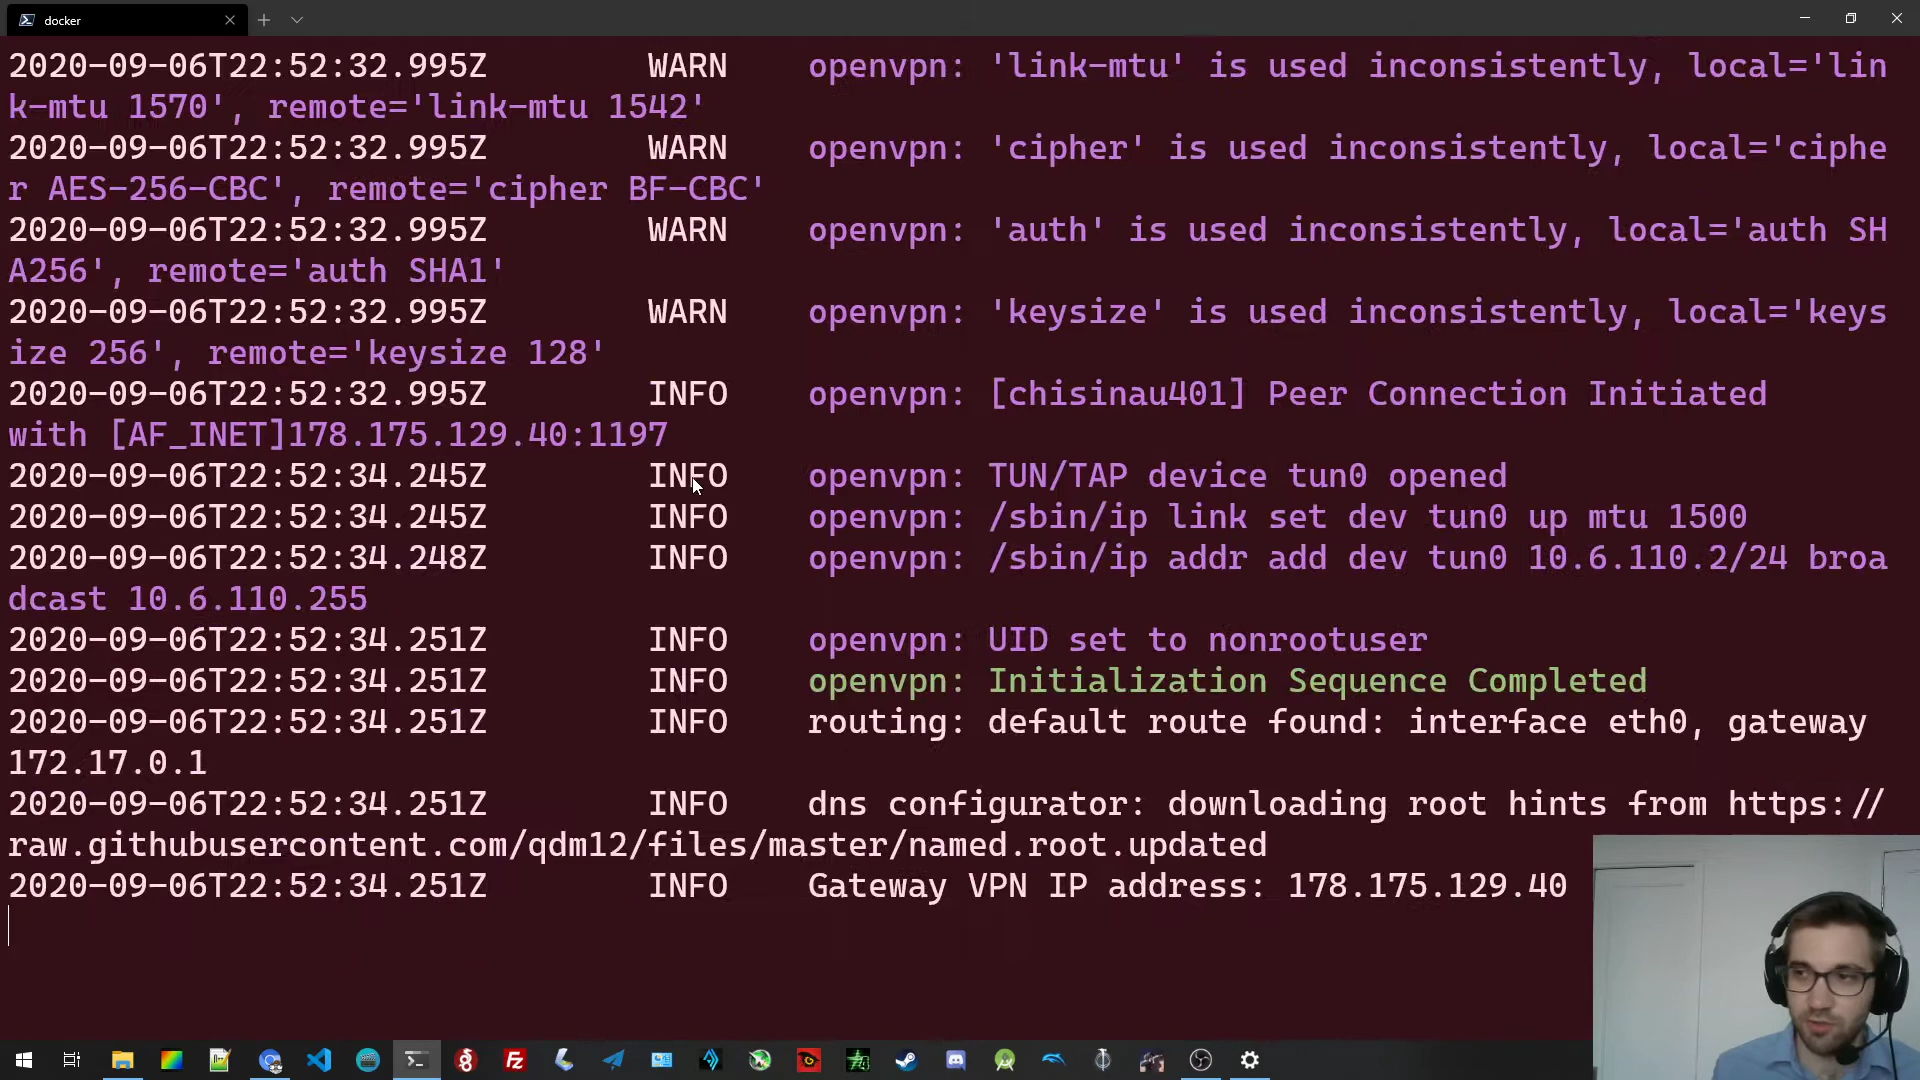 docker
2020-09-06T22:52:32.995Z WARN openvpn: 'link-mtu' is used inconsistently, local='lin
k-mtu 1570', remote='link-mtu 1542'
2020-09-06T22:52:32.995Z WARN openvpn: 'cipher' is used inconsistently, local='ciphe
r AES-256-CBC', remote='cipher BF-CBC'
2020-09-06T22:52:32.995Z WARN openvpn: 'auth' is used inconsistently, local='auth SH
A256', remote='auth SHA1'
2020-09-06T22:52:32.995Z WARN openvpn: 'keysize' is used inconsistently, local='keys
ize 256', remote='keysize 128'
2020-09-06T22:52:32.995Z INFO openvpn: [chisinau401] Peer Connection Initiated
with [AF_INET]178.175.129.40:1197
2020-09-06T22:52:34.245Z INFO openvpn: TUN/TAP device tun0 opened
2020-09-06T22:52:34.245Z INFO openvpn: /sbin/ip link set dev tun0 up mtu 1500
2020-09-06T22:52:34.248Z INFO openvpn: /sbin/ip addr add dev tun0 10.6.110.2/24 broa
dcast 10.6.110.255
2020-09-06T22:52:34.251Z INFO openvpn: UID set to nonrootuser
2020-09-06T22:52:34.251Z INFO openvpn: Initialization Sequence Completed
2020-09-06T22:52:34.251Z INFO routing: default route found: interface eth0, gateway
172.17.0.1
2020-09-06T22:52:34.251Z INFO dns configurator: downloading root hints from https://
raw.githubusercontent.com/qdm12/files/master/named.root.updated
2020-09-06T22:52:34.251Z INFO Gateway VPN IP address: 178.175.129.40